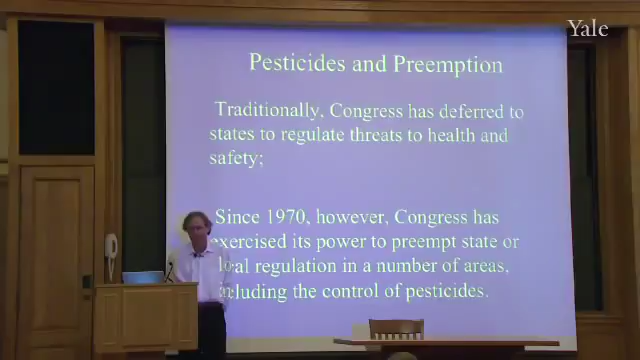 Yale
Pesticides and Preemption
Traditionally, Congress has deferred to
states to regulate threats to health and
safety;
Since 1970, however, Congress has
exercised its power to preempt state or
local regulation in a number of areas,
including the control of pesticides.